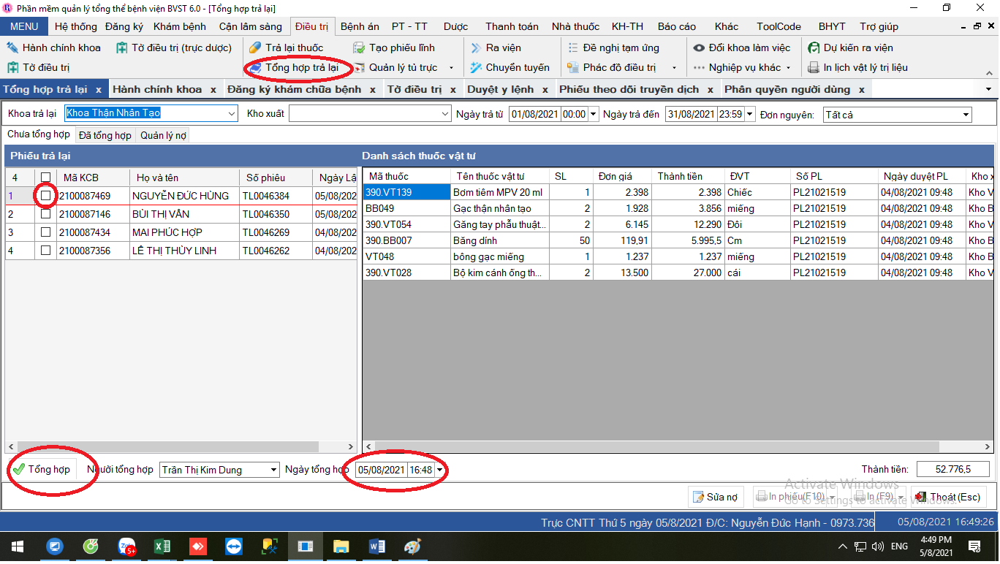 Phần mềm quản lý tổng thể bệnh viện BVST 6.0 - [Tổng hợp trả lại]
MENU Hệ thống Đăng ký Khám bệnh Cận lâm sàng Điều trị Bệnh án PT - TT Dược Thanh toán Nhà thuốc KH-TH Báo cáo Khác ToolCode BHYT Trợ giúp
Hành chính khoa Tờ điều trị (trực dược) Trả lại thuốc Tạo phiếu lĩnh Ra viện Đề nghị tạm ứng Đổi khoa làm việc Dự kiến ra viện
Tờ điều trị Tổng hợp trả lại Quản lý tủ trực Chuyển tuyến Phác đồ điều trị Nghiệp vụ khác In lịch vật lý trị liệu
Tổng hợp trả lại x Hành chính khoa x Đăng ký khám chữa bệnh x Tờ điều trị x Duyệt y lệnh x Phiếu theo dõi truyền dịch x Phân quyền người dùng x
Khoa trả lại Khoa Thận Nhân Tạo Kho xuất Ngày trả từ 01/08/2021 00:00 Ngày trả đến 31/08/2021 23:59 Đơn nguyên: Tất cả
Chưa tổng hợp Đã tổng hợp Quản lý nợ
Phiếu trả lại Danh sách thuốc vật tư
4 Mã KCB Họ và tên Số phiếu Ngày Lậ
1 2100087469 NGUYỄN ĐỨC HÙNG TL0046384 05/08/202
2 2100087146 BÙI THỊ VÂN TL0046350 05/08/202
3 2100087434 MAI PHÚC HỢP TL0046269 04/08/202
4 2100087356 LÊ THỊ THÙY LINH TL0046262 04/08/202
Mã thuốc Tên thuốc vật tư SL Đơn giá Thành tiền ĐVT Số PL Ngày duyệt PL Kho x
390.VT139 Bơm tiêm MPV 20 ml 1 2.398 2.398 Chiếc PL21021519 04/08/2021 09:48 Kho V
BB049 Gạc thận nhân tạo 2 1.928 3.856 miếng PL21021519 04/08/2021 09:48 Kho B
390.VT054 Găng tay phẫu thuật... 2 6.145 12.290 Đôi PL21021519 04/08/2021 09:48 Kho V
390.BB007 Băng dính 50 119,91 5.995,5 Cm PL21021519 04/08/2021 09:48 Kho B
VT048 bông gạc miếng 1 1.237 1.237 miếng PL21021519 04/08/2021 09:48 Kho B
390.VT028 Bộ kim cánh ống th... 2 13.500 27.000 cái PL21021519 04/08/2021 09:48 Kho V
Tổng hợp Người tổng hợp Trần Thị Kim Dung Ngày tổng hợp 05/08/2021 16:48 Thành tiền: 52.776,5
Activate Windows
Go to Settings to activate Windows.
Sửa nợ In phiếu(F10) In (F9) Thoát (Esc)
Trực CNTT Thứ 5 ngày 05/8/2021 Đ/C: Nguyễn Đức Hạnh - 0973.736 05/08/2021 16:49:26
5+ ENG 4:49 PM
5/8/2021